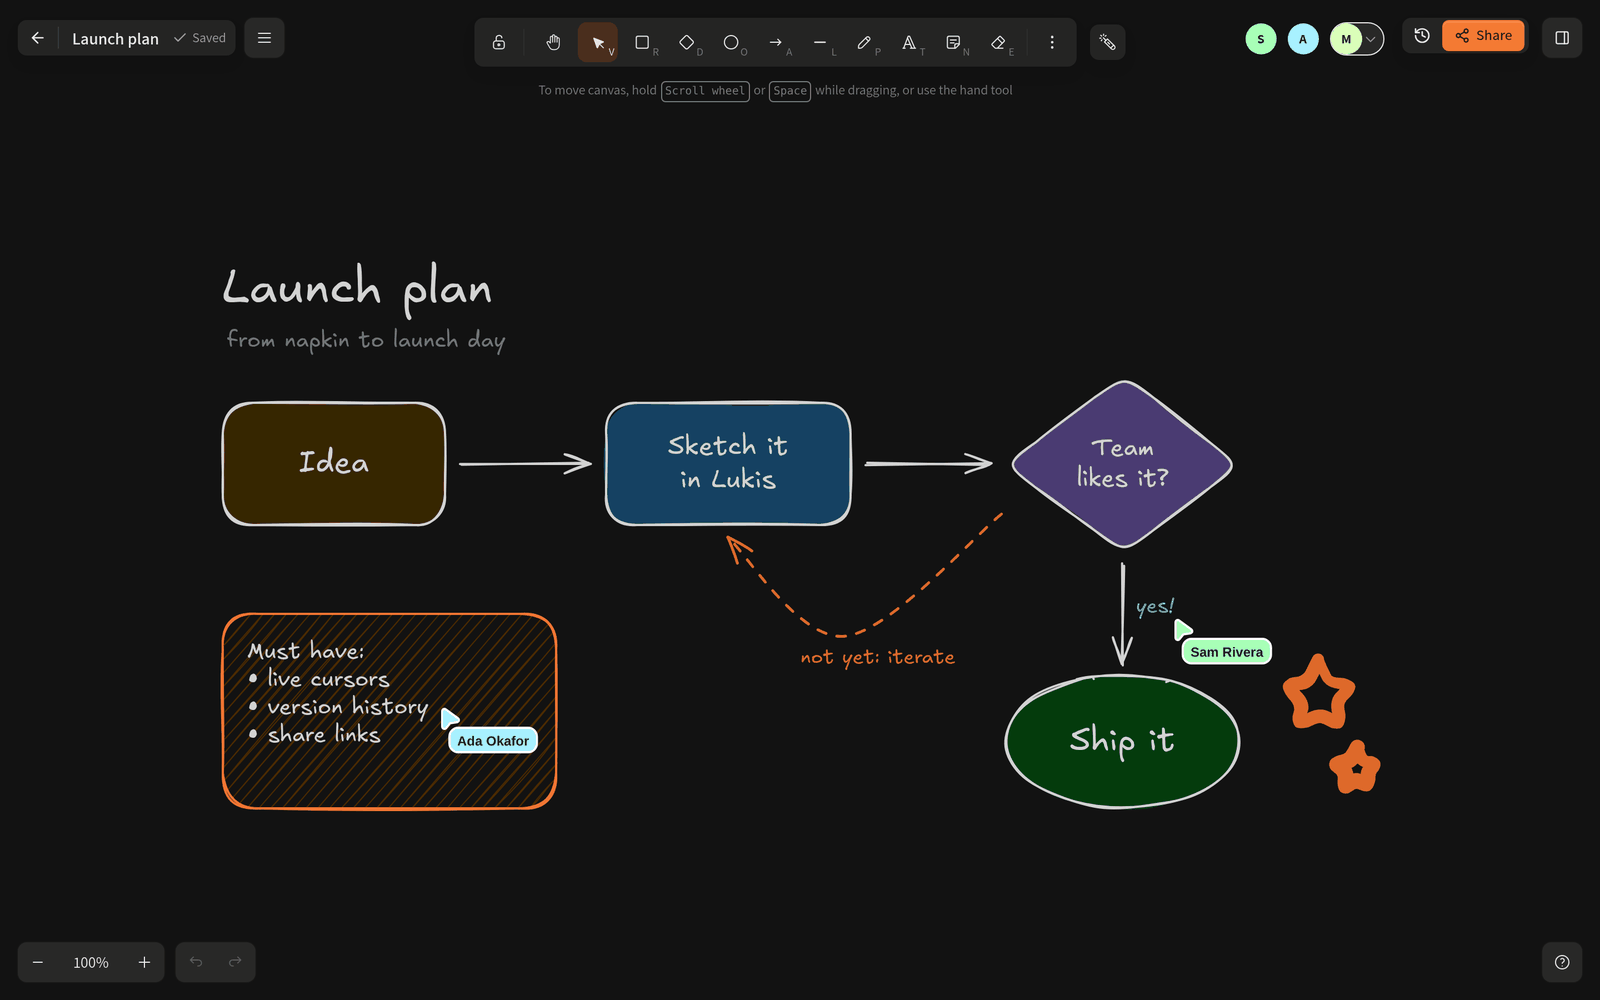 Launch plan
Saved
V
R
D
O
A
L
P
T
N
E
S
A
M
Share
To move canvas, hold Scroll wheel or Space while dragging, or use the hand tool
Launch plan
from napkin to launch day
Idea
Sketch it
in Lukis
Team
likes it?
yes!
Sam Rivera
not yet: iterate
Must have:
• live cursors
• version history
• share links
Ada Okafor
Ship it
100%